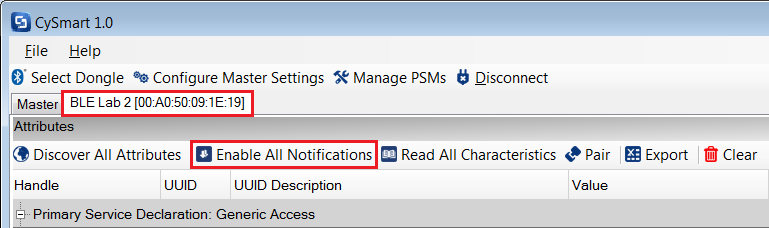 CySmart 1.0
File Help
Select Dongle Configure Master Settings Manage PSMs Disconnect
Master BLE Lab 2 [00:A0:50:09:1E:19]
Attributes
Discover All Attributes Enable All Notifications Read All Characteristics Pair Export Clear
Handle UUID UUID Description Value
Primary Service Declaration: Generic Access